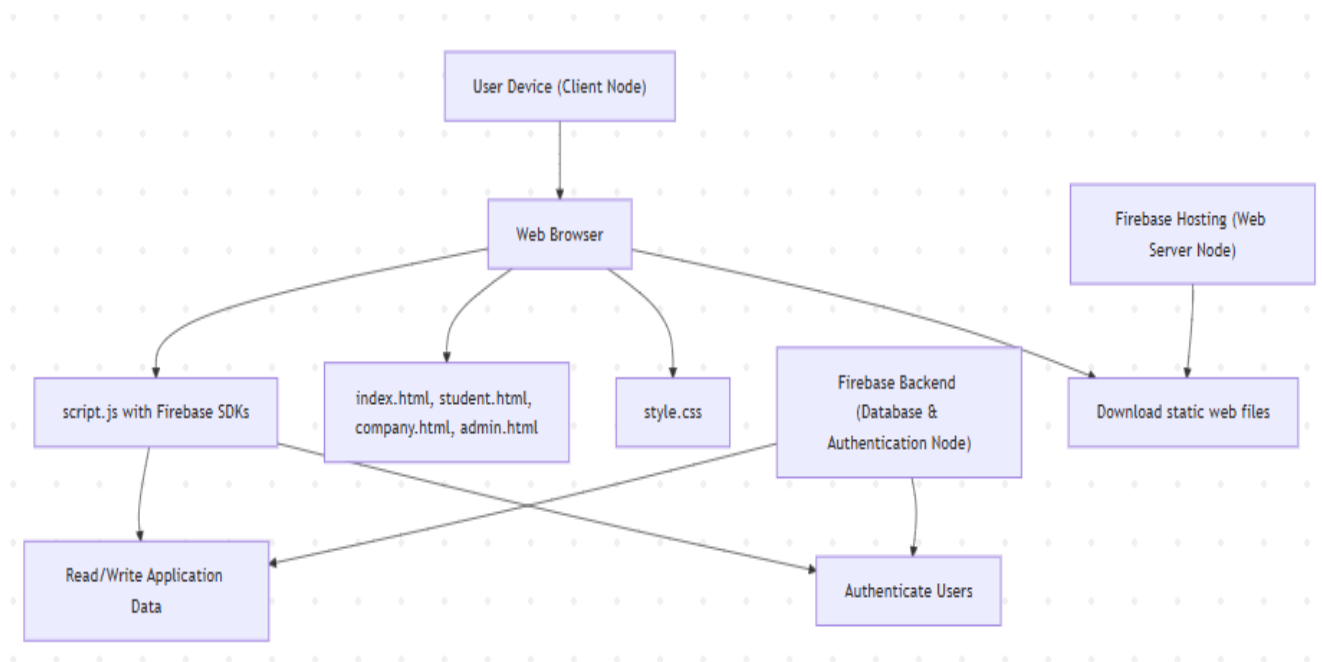 User Device (Client Node)
Web Browser
Firebase Hosting (Web
Server Node)
script.js with Firebase SDKs
index.html, student.html,
company.html, admin.html
style.css
Firebase Backend
(Database &
Authentication Node)
Download static web files
Read/Write Application
Data
Authenticate Users